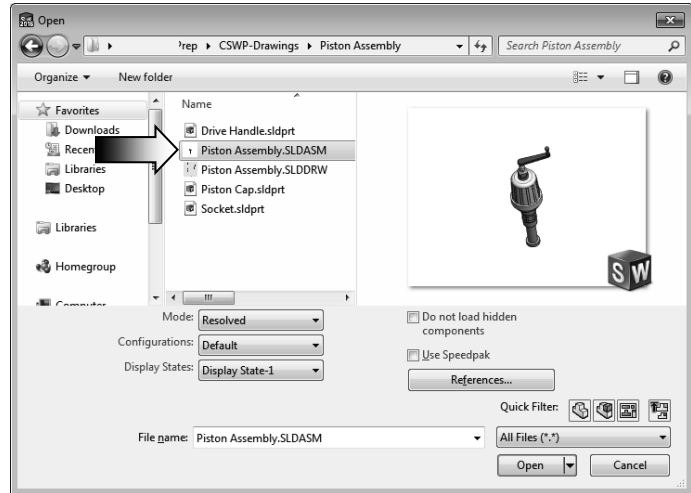 Open
rep ▸ CSWP-Drawings ▸ Piston Assembly
Search Piston Assembly
Organize New folder
Favorites
Downloads
Recen
Libraries
Desktop
Libraries
Homegroup
Computer
Name
Drive Handle.sldprt
Piston Assembly.SLDASM
Piston Assembly.SLDDRW
Piston Cap.sldprt
Socket.sldprt
SW
Mode: Resolved
Configurations: Default
Display States: Display State-1
Do not load hidden
components
Use Speedpak
References...
Quick Filter:
File name: Piston Assembly.SLDASM
All Files (*.*)
Open Cancel